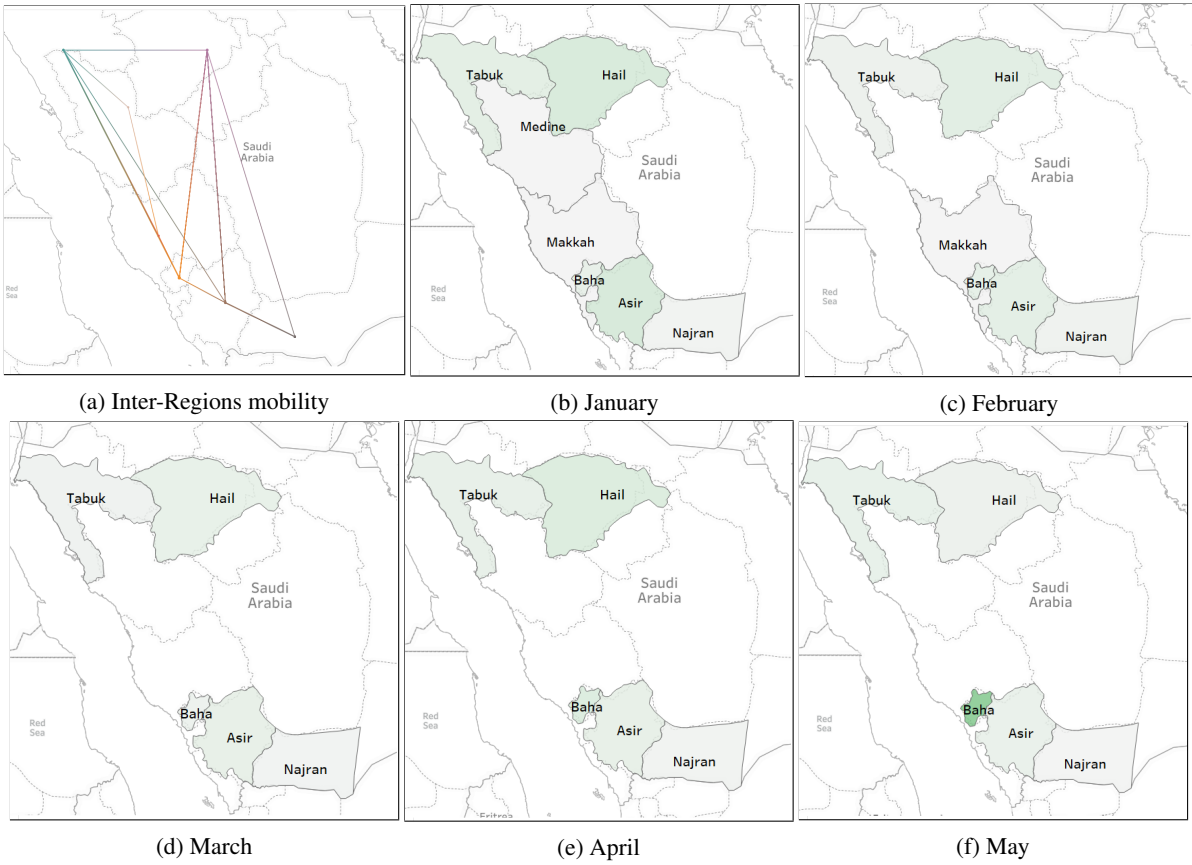 Saudi
Arabia
Red
Sea
(a) Inter-Regions mobility
Tabuk
Hail
Medine
Saudi
Arabia
Makkah
Baha
Asir
Najran
Red
Sea
(b) January
Tabuk
Hail
Saudi
Arabia
Makkah
Baha
Asir
Najran
Red
Sea
(c) February
Tabuk
Hail
Saudi
Arabia
Baha
Asir
Najran
Red
Sea
(d) March
Tabuk
Hail
Saudi
Arabia
Baha
Asir
Najran
Red
Sea
Eritrea
(e) April
Tabuk
Hail
Saudi
Arabia
Baha
Asir
Najran
Red
Sea
(f) May